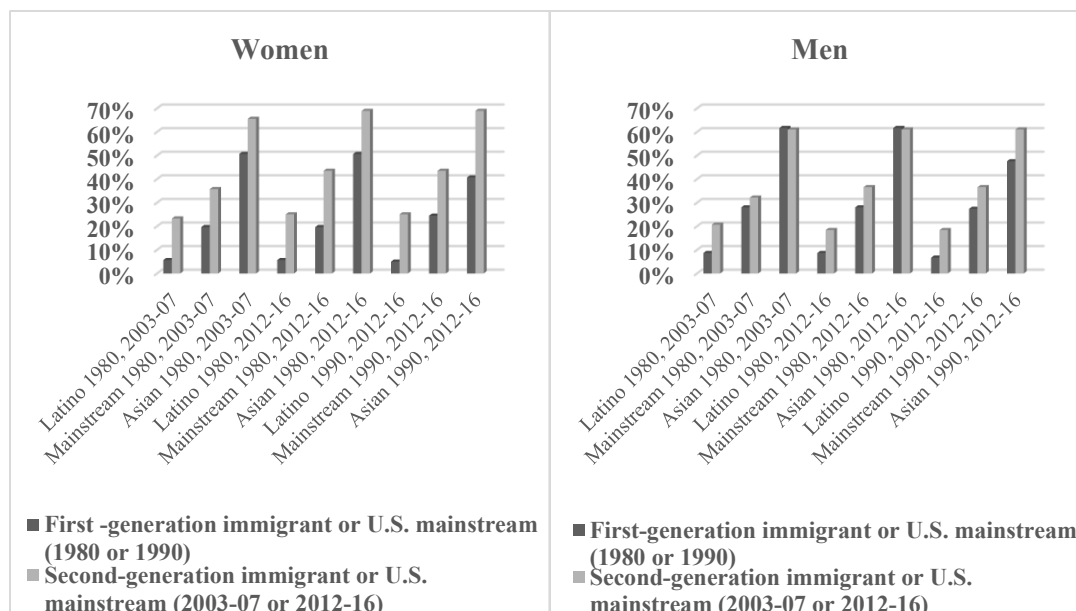 Women
70%
60%
50%
40%
30%
20%
10%
0%
Latino 1980, 2003-07
Mainstream 1980, 2003-07
Asian 1980, 2003-07
Latino 1980, 2012-16
Mainstream 1980, 2012-16
Asian 1980, 2012-16
Latino 1990, 2012-16
Mainstream 1990, 2012-16
Asian 1990, 2012-16
First -generation immigrant or U.S. mainstream
(1980 or 1990)
Second-generation immigrant or U.S.
mainstream (2003-07 or 2012-16)
Men
70%
60%
50%
40%
30%
20%
10%
0%
Latino 1980, 2003-07
Mainstream 1980, 2003-07
Asian 1980, 2003-07
Latino 1980, 2012-16
Mainstream 1980, 2012-16
Asian 1980, 2012-16
Latino 1990, 2012-16
Mainstream 1990, 2012-16
Asian 1990, 2012-16
First-generation immigrant or U.S. mainstream
(1980 or 1990)
Second-generation immigrant or U.S.
mainstream (2003-07 or 2012-16)